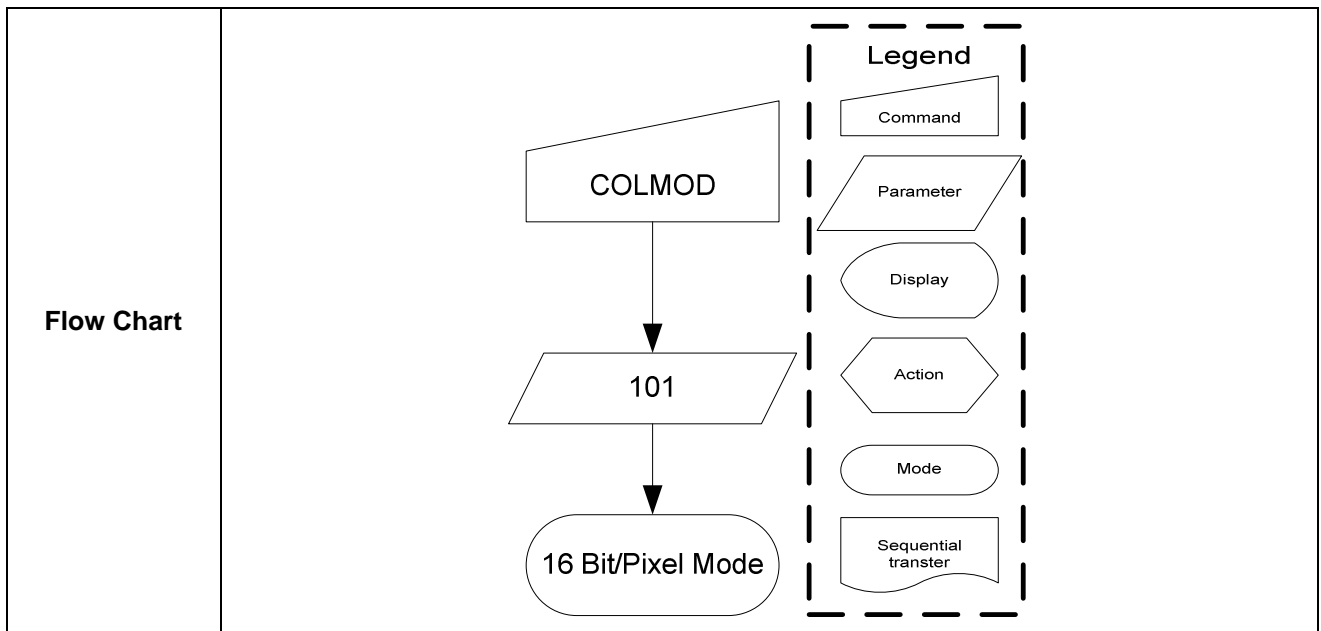 Flow Chart
COLMOD
101
16 Bit/Pixel Mode
Legend
Command
Parameter
Display
Action
Mode
Sequential
transter